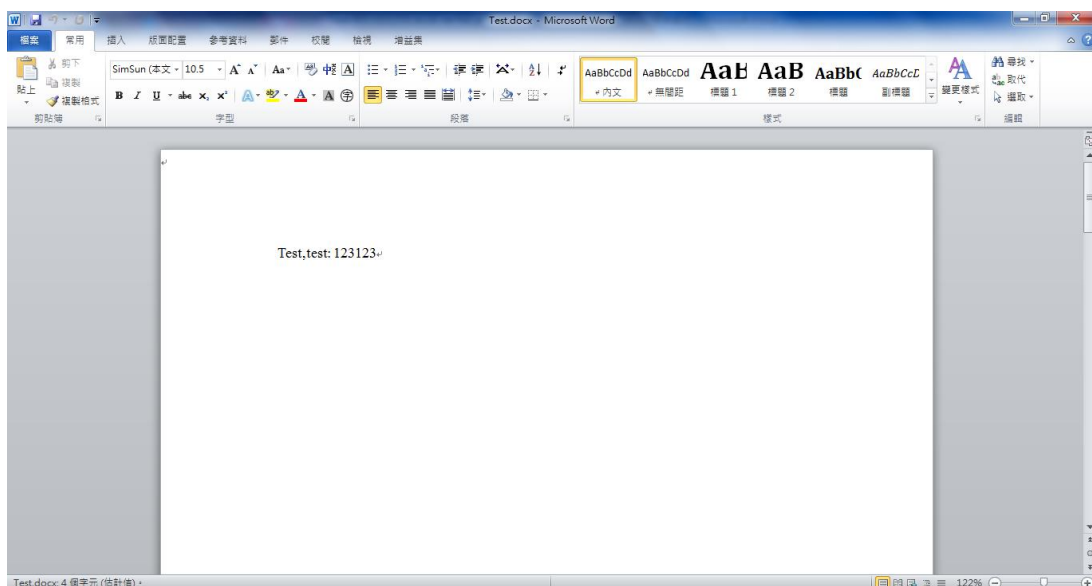 Test.docx - Microsoft Word
檔案 常用 插入 版面配置 參考資料 郵件 校閱 檢視 增益集
剪下
複製
複製格式
貼上
剪貼簿
SimSun (本文 10.5
字型
段落
AaBbCcDd AaBbCcDd AaB AaB AaBb( AaBbCcD
內文 無間距 標題 1 標題 2 標題 副標題
樣式
變更樣式
尋找
取代
選取
編輯
Test,test: 123123
Test.docx: 4 個字元 (估計值)
122%